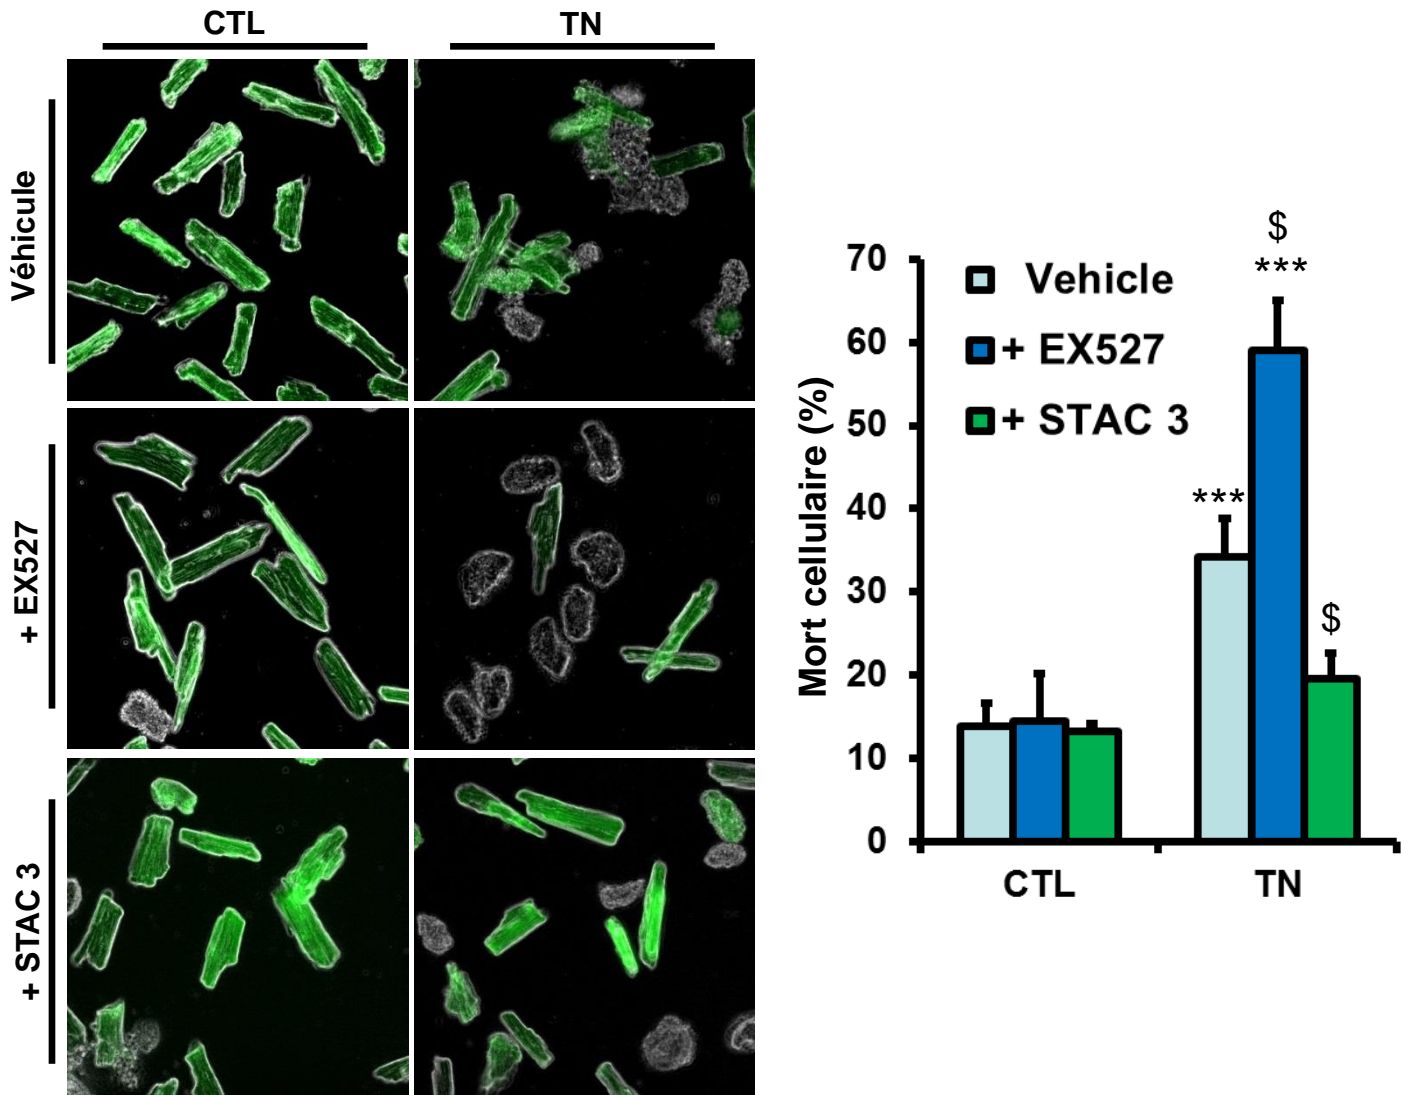 CTL
TN
Véhicule
+ EX527
+ STAC 3
$
***
Vehicle
+ EX527
+ STAC 3
***
$
Mort cellulaire (%)
70
60
50
40
30
20
10
0
CTL
TN